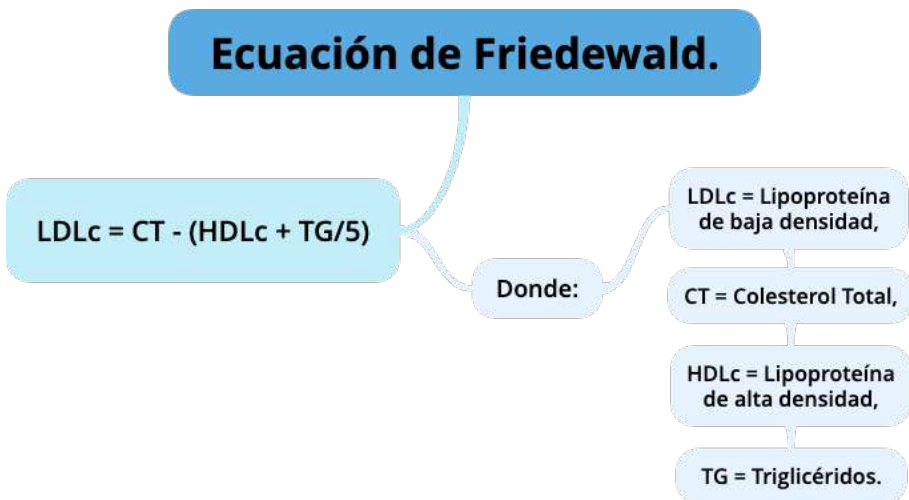 Ecuación de Friedewald.
LDLc = CT - (HDLc + TG/5)
Donde:
LDLc = Lipoproteína
de baja densidad,
CT = Colesterol Total,
HDLc = Lipoproteína
de alta densidad,
TG = Triglicéridos.